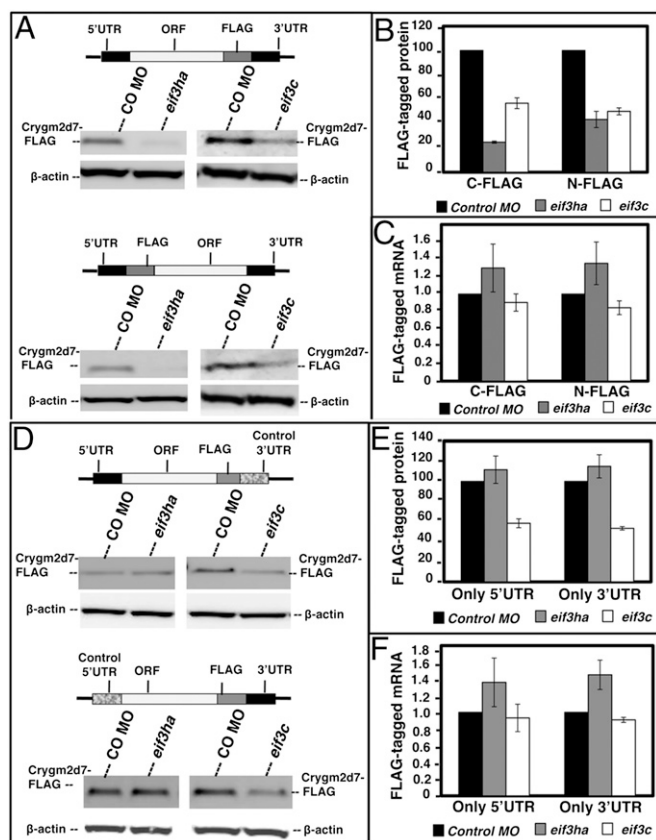 A
5'UTR ORF FLAG 3'UTR
CO MO eif3ha CO MO eif3c
Crygm2d7-
FLAG -- -- Crygm2d7-
FLAG
β-actin -- -- β-actin
5'UTR FLAG ORF 3'UTR
CO MO eif3ha CO MO eif3c
Crygm2d7-
FLAG -- -- Crygm2d7-
FLAG
β-actin -- -- β-actin
B
FLAG-tagged protein
100
80
60
40
20
0
C-FLAG N-FLAG
Control MO eif3ha eif3c
C
FLAG-tagged mRNA
1.6
1.4
1.2
1.0
0.8
0.6
0.4
0.2
0
C-FLAG N-FLAG
Control MO eif3ha eif3c
D
Control
5'UTR ORF FLAG 3'UTR
CO MO eif3ha CO MO eif3c
Crygm2d7-
FLAG -- -- Crygm2d7-
FLAG
β-actin -- -- β-actin
Control
5'UTR ORF FLAG 3'UTR
CO MO eif3ha CO MO eif3c
Crygm2d7-
FLAG -- -- Crygm2d7-
FLAG
β-actin -- -- β-actin
E
FLAG-tagged protein
140
120
100
80
60
40
20
0
Only 5'UTR Only 3'UTR
Control MO eif3ha eif3c
F
FLAG-tagged mRNA
1.8
1.6
1.4
1.2
1.0
0.8
0.6
0.4
0.2
0
Only 5'UTR Only 3'UTR
Control MO eif3ha eif3c